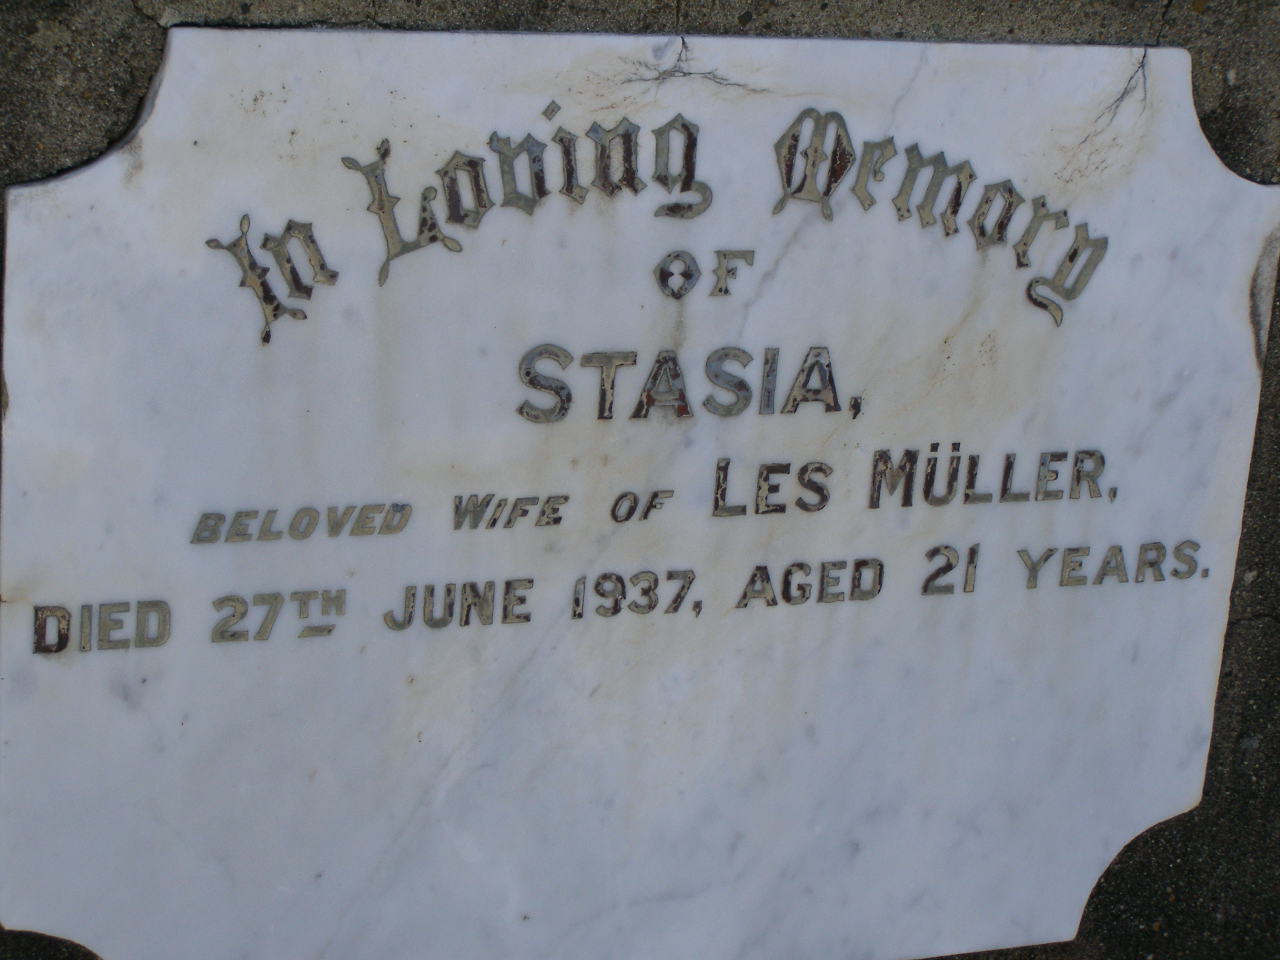 In Loving Memory
OF
STASIA,
BELOVED WIFE OF LES MÜLLER,
DIED 27TH JUNE 1937, AGED 21 YEARS.